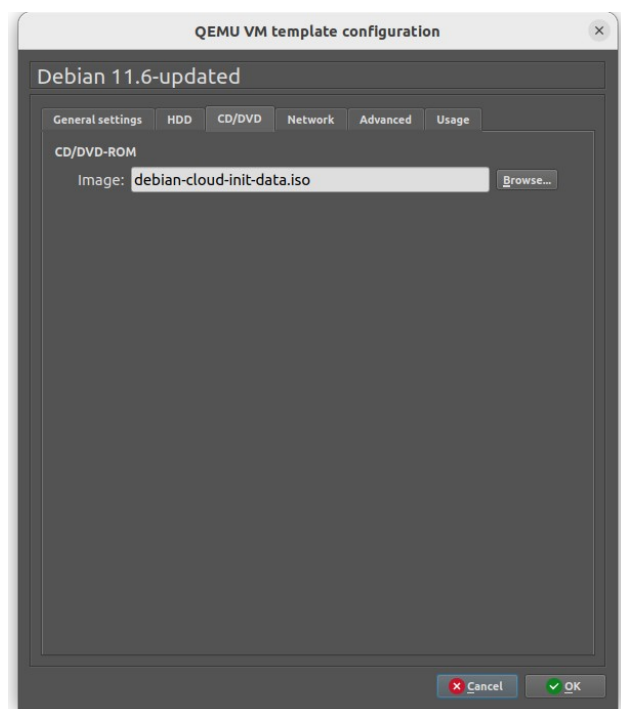 QEMU VM template configuration
Debian 11.6-updated
General settings HDD CD/DVD Network Advanced Usage
CD/DVD-ROM
Image: debian-cloud-init-data.iso Browse...
Cancel OK